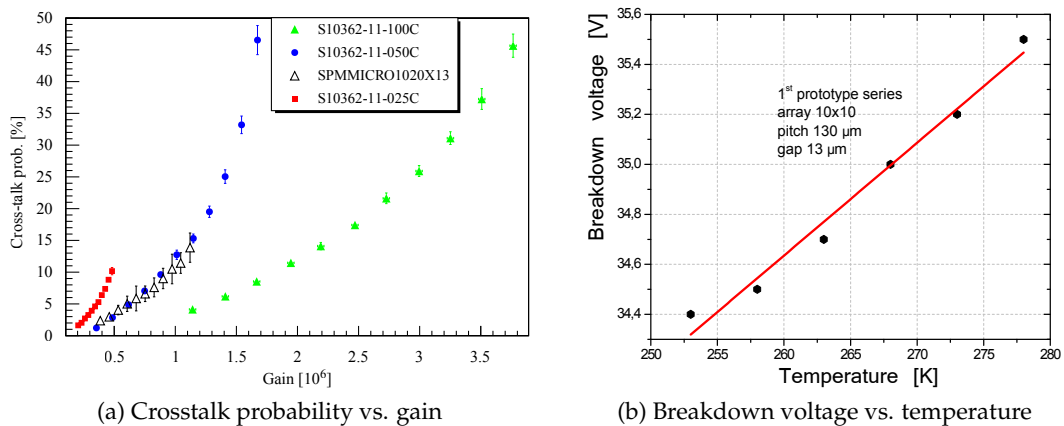 50
45
40
35
30
25
20
15
10
5
0
Cross-talk prob. [%]
S10362-11-100C
S10362-11-050C
SPMMICRO1020X13
S10362-11-025C
0.5 1 1.5 2 2.5 3 3.5
Gain [10⁶]
(a) Crosstalk probability vs. gain
35,6
35,4
35,2
35,0
34,8
34,6
34,4
Breakdown voltage [V]
1ˢᵗ prototype series
array 10x10
pitch 130 µm
gap 13 µm
250 255 260 265 270 275 280
Temperature [K]
(b) Breakdown voltage vs. temperature